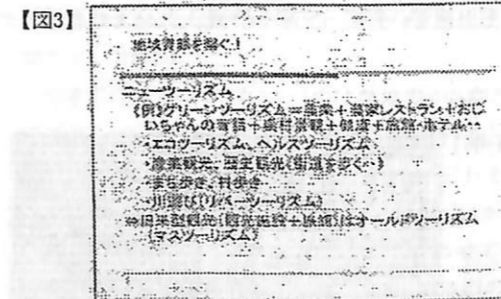 【図3】
地域資源を磨く!
ニューツーリズム
(例)グリーンツーリズム=農業+農家レストラン+おじ
いちゃんの昔話+農村景観+健康+旅館・ホテル…
・エコツーリズム、ヘルスツーリズム
・産業観光、歴史観光(街道を歩く…)
・まち歩き、村歩き
・川遊び(リバーツーリズム)
⇔旧来型観光(観光施設+旅館)はオールドツーリズム
(マスツーリズム)